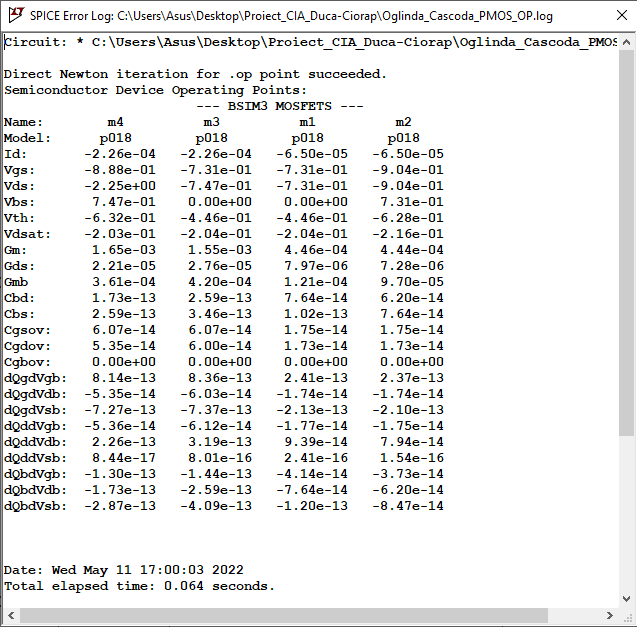 SPICE Error Log: C:\Users\Asus\Desktop\Proiect_CIA_Duca-Ciorap\Oglinda_Cascoda_PMOS_OP.log
Circuit: * C:\Users\Asus\Desktop\Proiect_CIA_Duca-Ciorap\Oglinda_Cascoda_PMOS
Direct Newton iteration for .op point succeeded.
Semiconductor Device Operating Points:
--- BSIM3 MOSFETS ---
Name: m4 m3 m1 m2
Model: p018 p018 p018 p018
Id: -2.26e-04 -2.26e-04 -6.50e-05 -6.50e-05
Vgs: -8.88e-01 -7.31e-01 -7.31e-01 -9.04e-01
Vds: -2.25e+00 -7.47e-01 -7.31e-01 -9.04e-01
Vbs: 7.47e-01 0.00e+00 0.00e+00 7.31e-01
Vth: -6.32e-01 -4.46e-01 -4.46e-01 -6.28e-01
Vdsat: -2.03e-01 -2.04e-01 -2.04e-01 -2.16e-01
Gm: 1.65e-03 1.55e-03 4.46e-04 4.44e-04
Gds: 2.21e-05 2.76e-05 7.97e-06 7.28e-06
Gmb 3.61e-04 4.20e-04 1.21e-04 9.70e-05
Cbd: 1.73e-13 2.59e-13 7.64e-14 6.20e-14
Cbs: 2.59e-13 3.46e-13 1.02e-13 7.64e-14
Cgsov: 6.07e-14 6.07e-14 1.75e-14 1.75e-14
Cgdov: 5.35e-14 6.00e-14 1.73e-14 1.73e-14
Cgbov: 0.00e+00 0.00e+00 0.00e+00 0.00e+00
dQgdVgb: 8.14e-13 8.36e-13 2.41e-13 2.37e-13
dQgdVdb: -5.35e-14 -6.03e-14 -1.74e-14 -1.74e-14
dQgdVsb: -7.27e-13 -7.37e-13 -2.13e-13 -2.10e-13
dQddVgb: -5.36e-14 -6.12e-14 -1.77e-14 -1.75e-14
dQddVdb: 2.26e-13 3.19e-13 9.39e-14 7.94e-14
dQddVsb: 8.44e-17 8.01e-16 2.41e-16 1.54e-16
dQbdVgb: -1.30e-13 -1.44e-13 -4.14e-14 -3.73e-14
dQbdVdb: -1.73e-13 -2.59e-13 -7.64e-14 -6.20e-14
dQbdVsb: -2.87e-13 -4.09e-13 -1.20e-13 -8.47e-14
Date: Wed May 11 17:00:03 2022
Total elapsed time: 0.064 seconds.